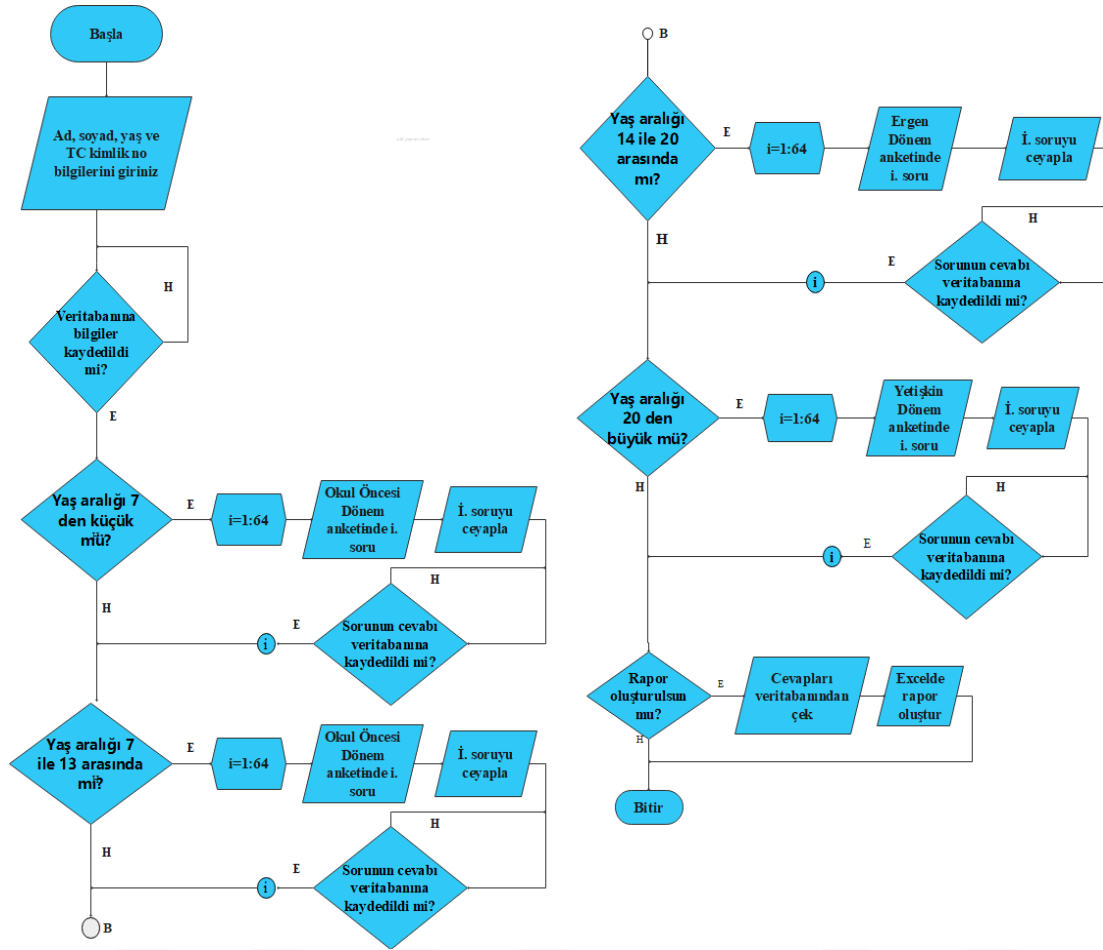 Başla
Ad, soyad, yaş ve
TC kimlik no
bilgilerini giriniz
H
Veritabanına
bilgiler
kaydedildi
mi?
E
Yaş aralığı 7
den küçük
mü?
E
i=1:64
Okul Öncesi
Dönem
anketinde i.
soru
İ. soruyu
ceyapla
H
H
Sorunun cevabı
veritabanına
kaydedildi mi?
E
i
Yaş aralığı 7
ile 13 arasında
mi?
E
i=1:64
Okul Öncesi
Dönem
anketinde i.
soru
İ. soruyu
ceyapla
H
H
Sorunun cevabı
veritabanına
kaydedildi mi?
E
i
B
B
Yaş aralığı
14 ile 20
arasında
mı?
E
i=1:64
Ergen
Dönem
anketinde
i. soru
İ. soruyu
ceyapla
H
H
Sorunun cevabı
veritabanına
kaydedildi mi?
E
i
Yaş aralığı
20 den
büyük mü?
E
i=1:64
Yetişkin
Dönem
anketinde
i. soru
İ. soruyu
ceyapla
H
H
Sorunun cevabı
veritabanına
kaydedildi mi?
E
i
Rapor
oluşturulsun
mu?
E
Cevapları
veritabanından
çek
Excelde
rapor
oluştur
H
Bitir